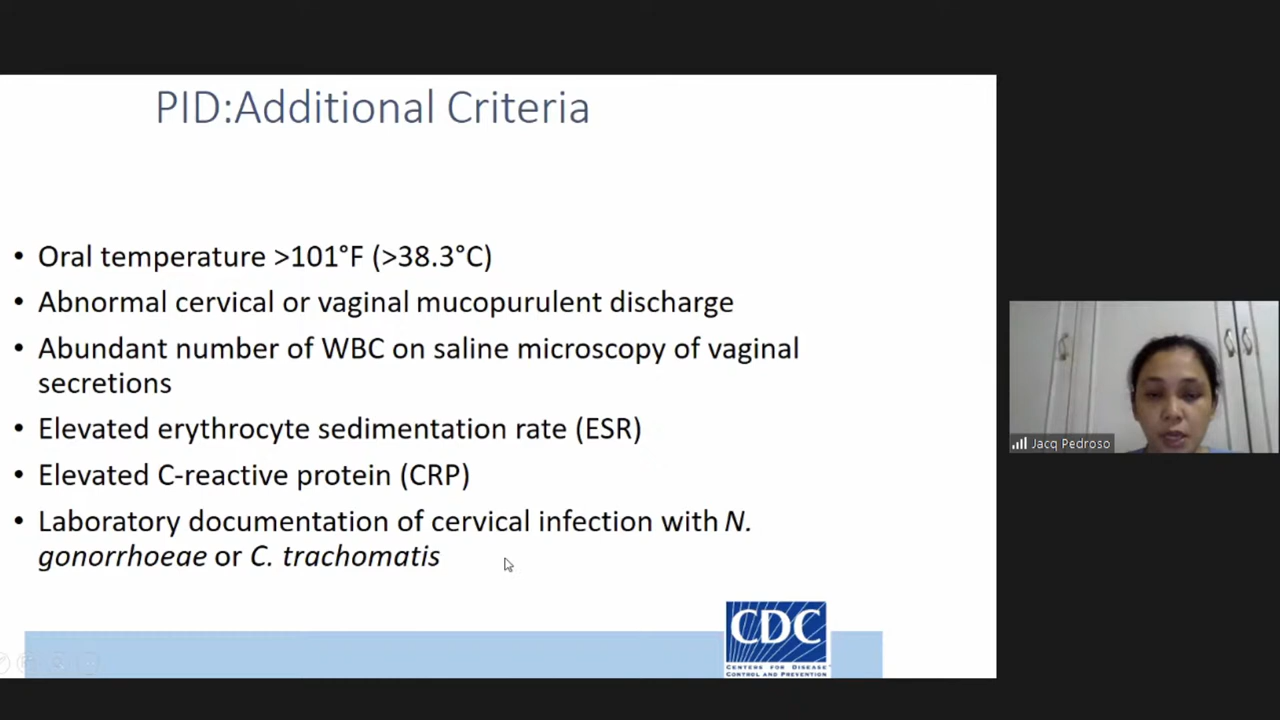 PID:Additional Criteria
• Oral temperature >101°F (>38.3°C)
• Abnormal cervical or vaginal mucopurulent discharge
• Abundant number of WBC on saline microscopy of vaginal
secretions
• Elevated erythrocyte sedimentation rate (ESR)
• Elevated C-reactive protein (CRP)
• Laboratory documentation of cervical infection with N.
gonorrhoeae or C. trachomatis
Jacq Pedroso
CDC
CENTERS FOR DISEASE
CONTROL AND PREVENTION